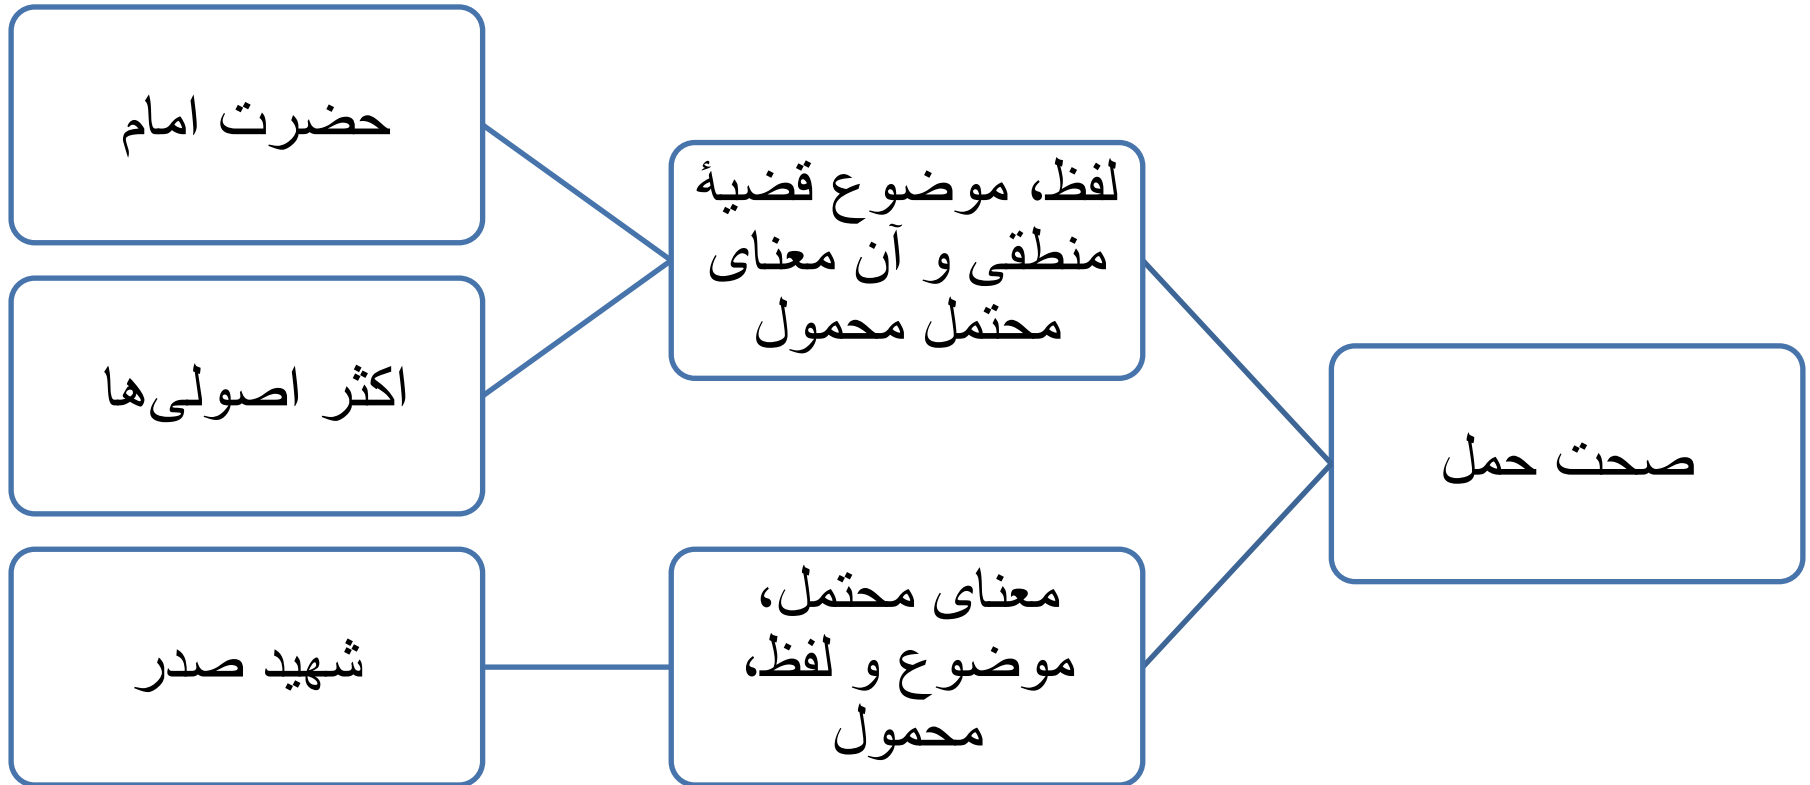 صحت حمل
لفظ، موضوع قضیهٔ
منطقی و آن معنای
محتمل محمول
حضرت امام
اکثر اصولی‌ها
معنای محتمل،
موضوع و لفظ،
محمول
شهید صدر